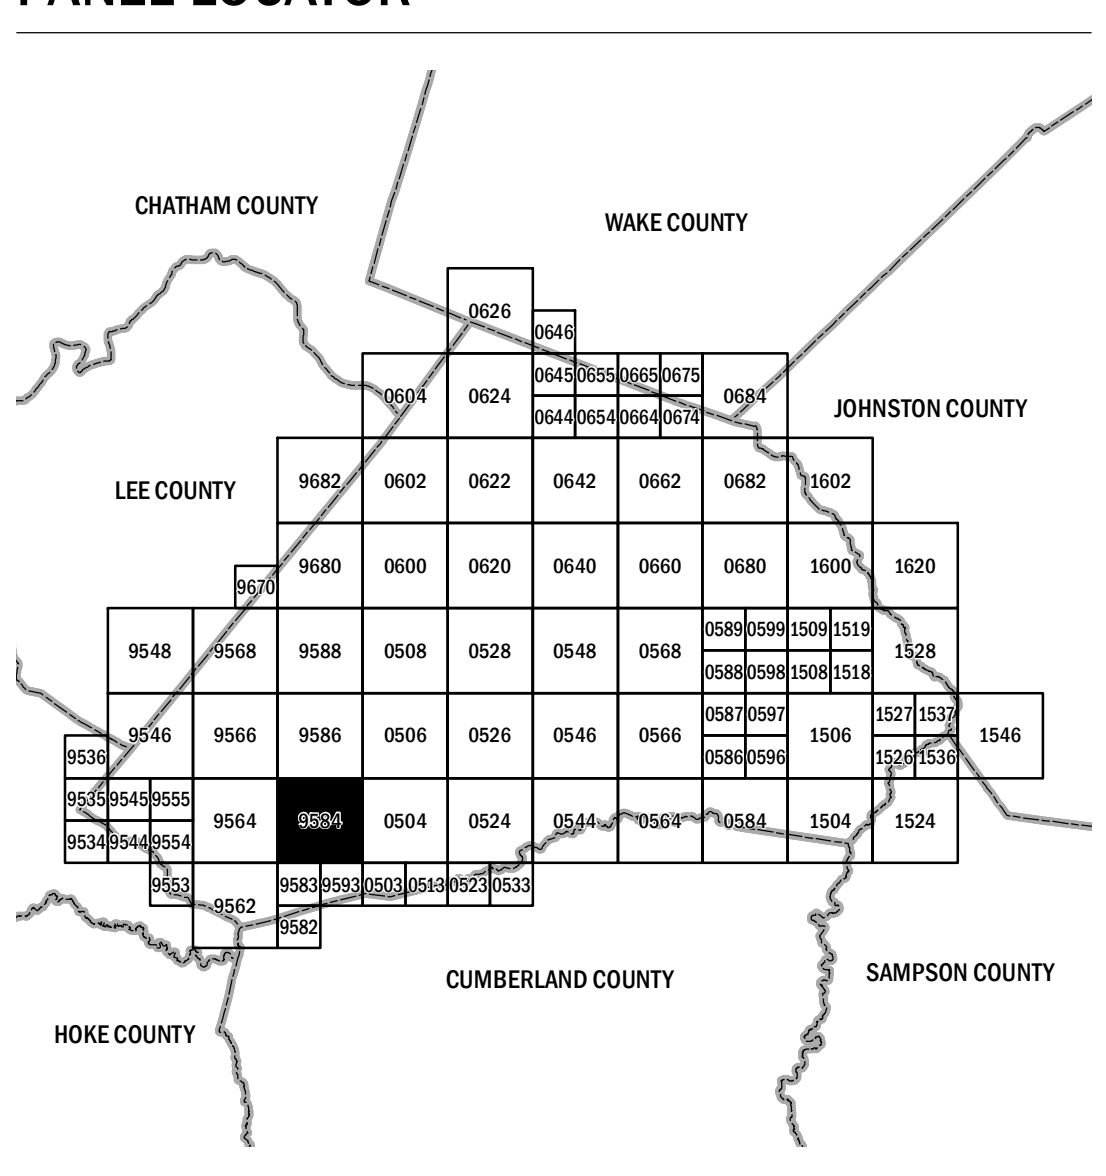 PANEL LOCATOR
CHATHAM COUNTY
WAKE COUNTY
0626
0646
0645 0655 0665 0675
0604 0624 0684
JOHNSTON COUNTY
0644 0654 0664 0674
LEE COUNTY
9682 0602 0622 0642 0662 0682 1602
9680 0600 0620 0640 0660 0680 1600 1620
9670
0589 0599 1509 1519
9548 9568 9588 0508 0528 0548 0568 1528
0588 0598 1508 1518
0587 0597 1527 1537
9546 9566 9586 0506 0526 0546 0566 1506 1546
9536 0586 0596 1526 1536
9535 9545 9555
9564 9584 0504 0524 0544 0564 0584 1504 1524
9534 9544 9554
9553 9583 9593 0503 0513 0523 0533
9562
9582
CUMBERLAND COUNTY
SAMPSON COUNTY
HOKE COUNTY